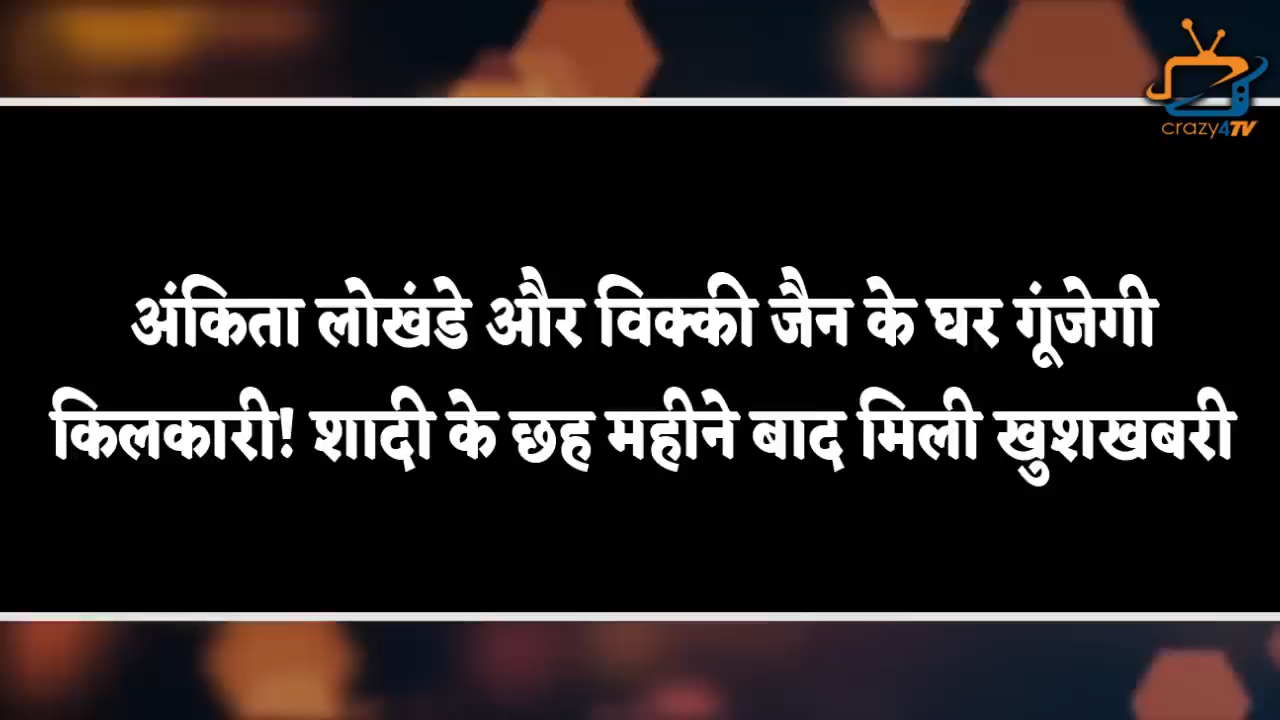 crazy4TV
अंकिता लोखंडे और विक्की जैन के घर गूंजेगी
किलकारी! शादी के छह महीने बाद मिली खुशखबरी